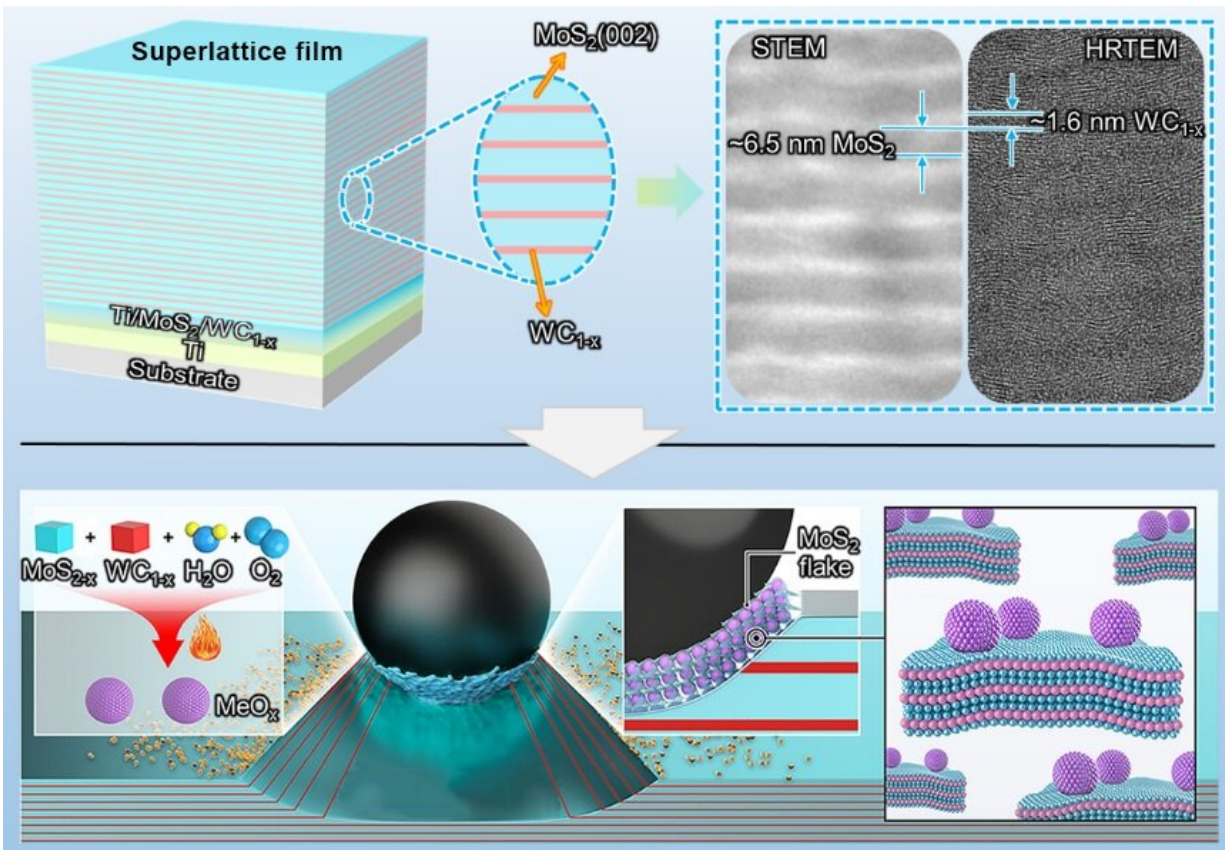 Superlattice film
MoS₂(002)
WC₁₋ₓ
Ti/MoS₂/WC₁₋ₓ
Ti
Substrate
STEM
HRTEM
~6.5 nm MoS₂
~1.6 nm WC₁₋ₓ
MoS₂₋ₓ + WC₁₋ₓ + H₂O + O₂
MeOₓ
MoS₂
flake